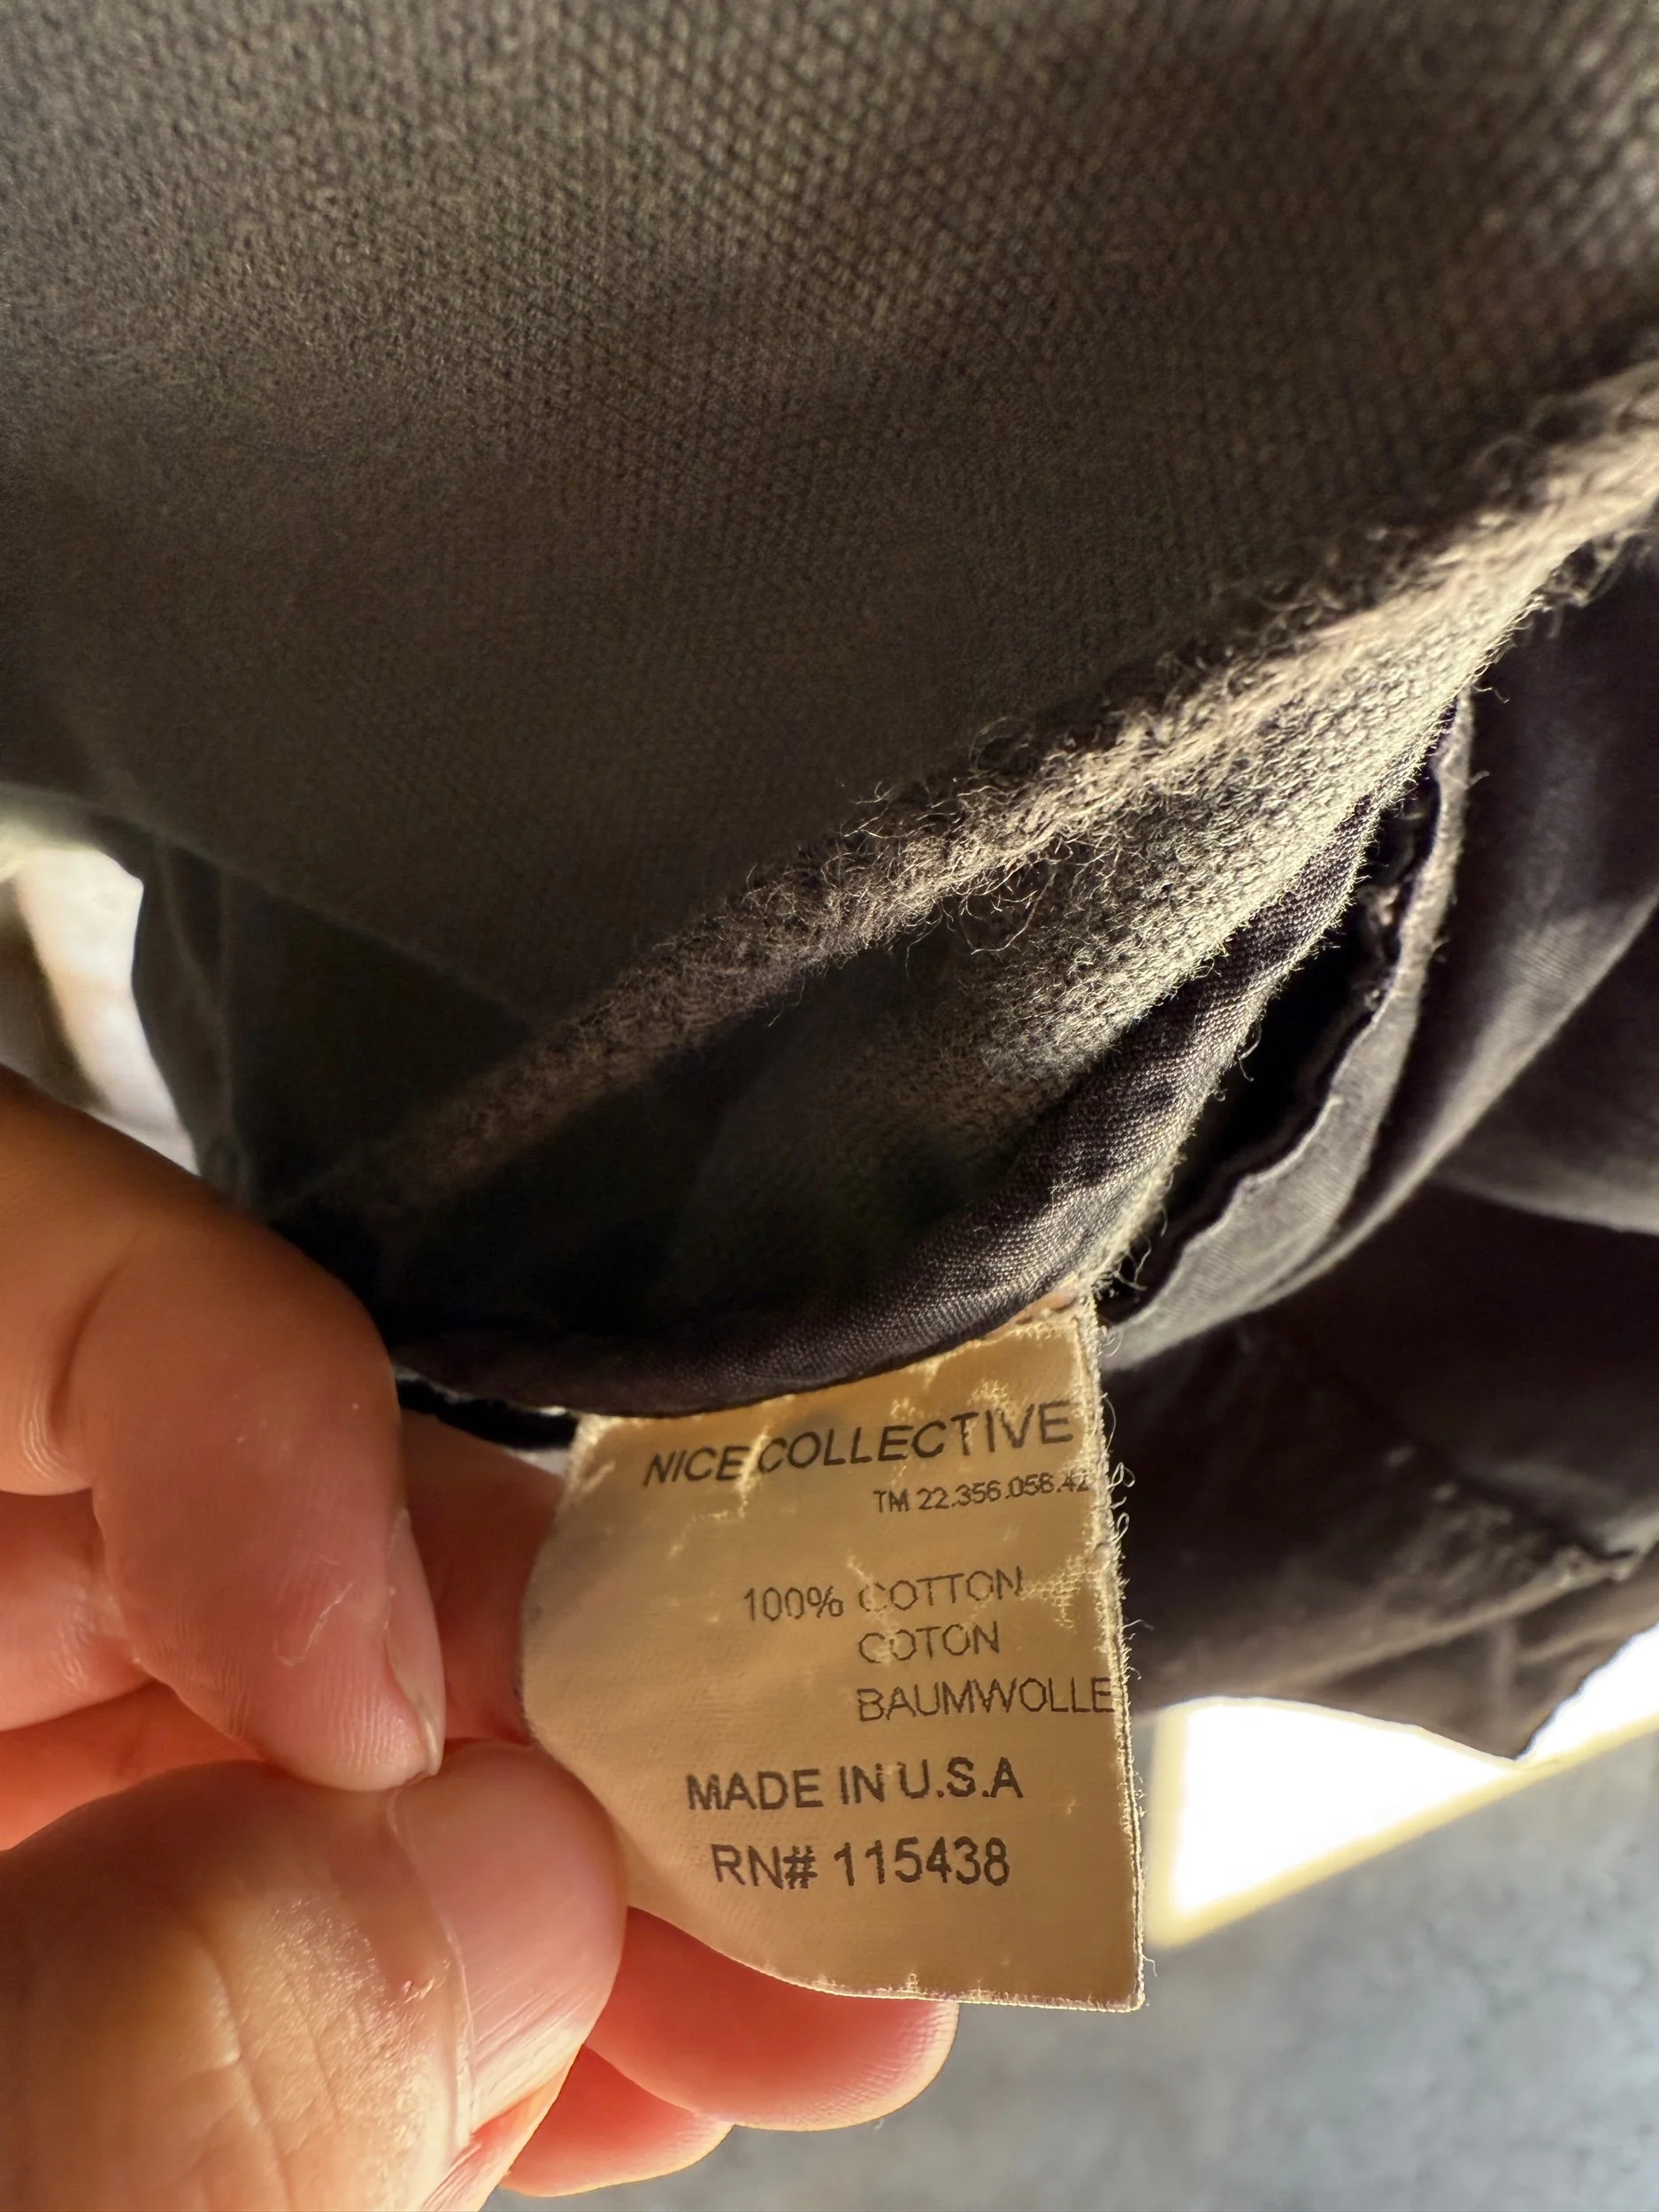 NICE COLLECTIVE
TM 22.356.056.42
100% COTTON
COTON
BAUMWOLLE
MADE IN U.S.A
RN# 115438